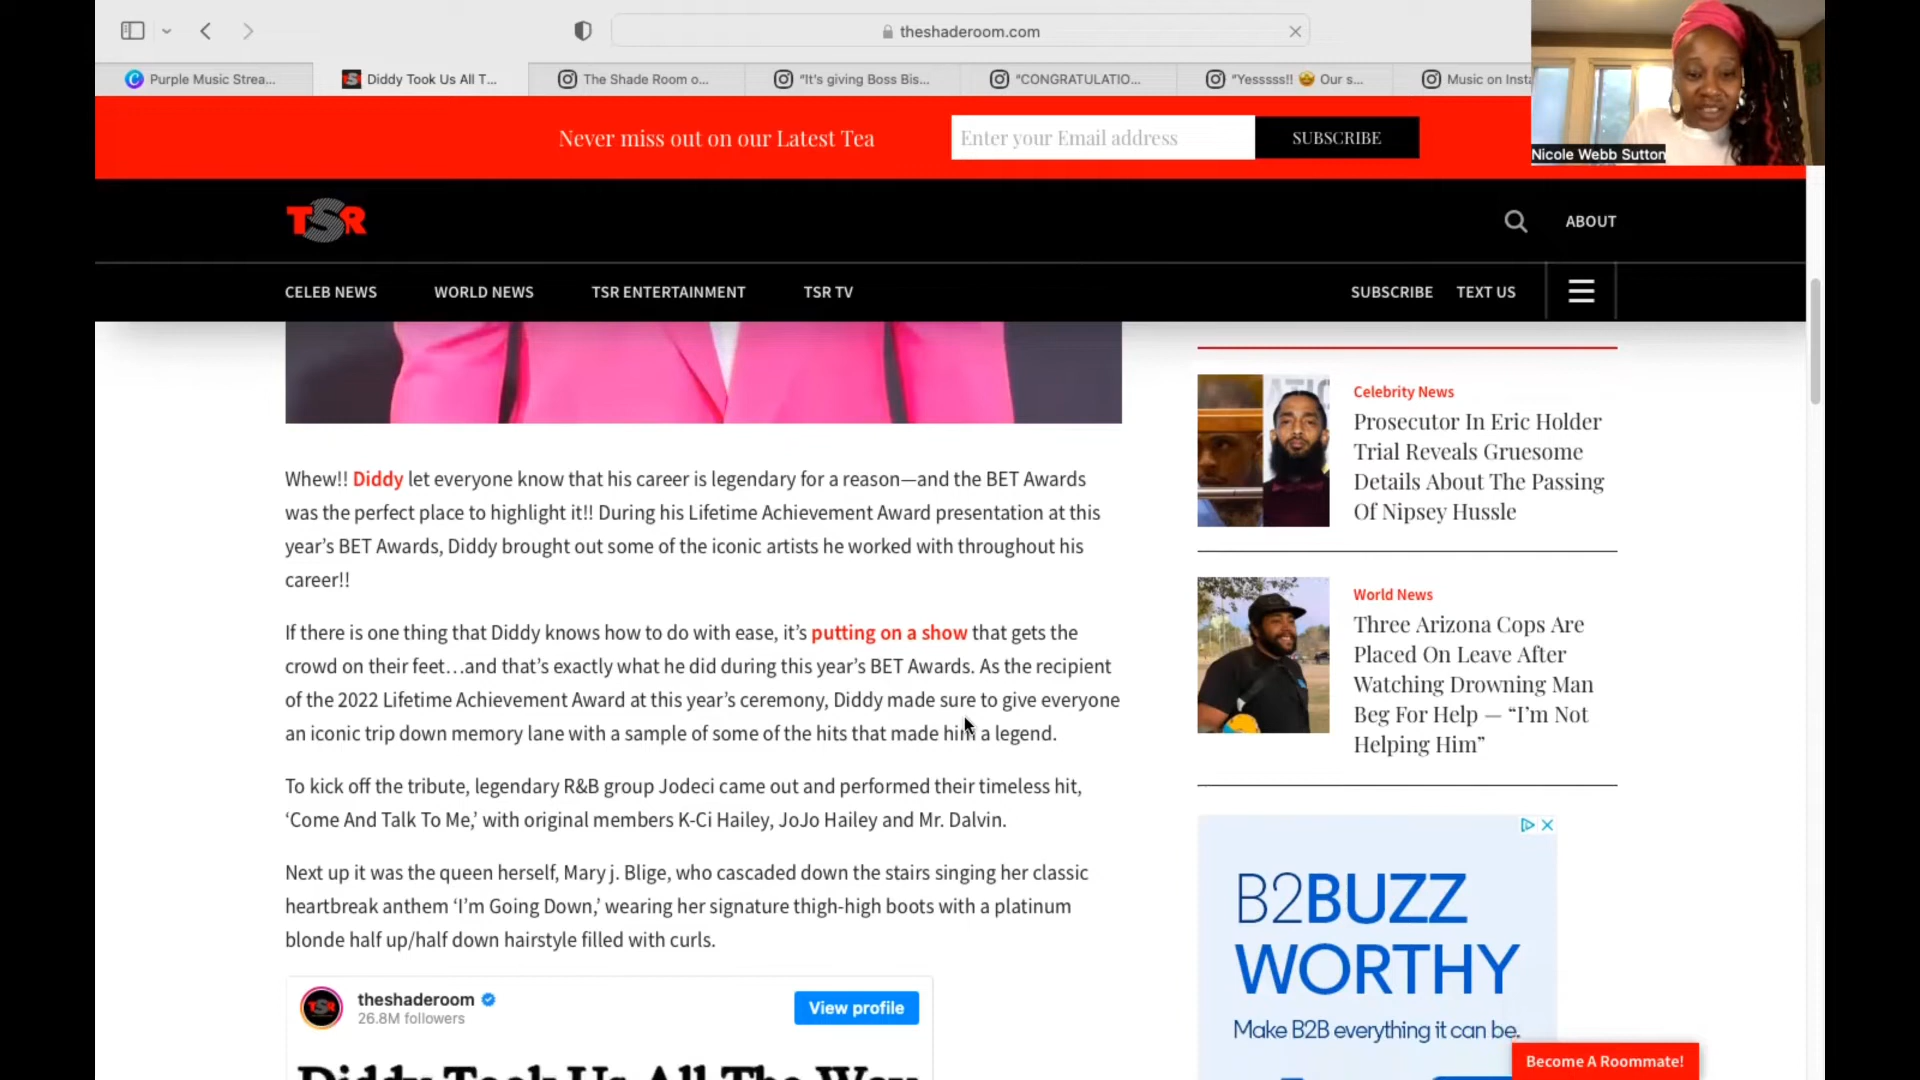 theshaderoom.com
Purple Music Strea...
Diddy Took Us All T...
The Shade Room o...
"It's giving Boss Bis...
"CONGRATULATIO...
"Yesssss!! 🤩 Our s...
Music on Insta
Nicole Webb Sutton
Never miss out on our Latest Tea
Enter your Email address
SUBSCRIBE
TSR
ABOUT
CELEB NEWS
WORLD NEWS
TSR ENTERTAINMENT
TSR TV
SUBSCRIBE
TEXT US
Whew!! Diddy let everyone know that his career is legendary for a reason—and the BET Awards
was the perfect place to highlight it!! During his Lifetime Achievement Award presentation at this
year’s BET Awards, Diddy brought out some of the iconic artists he worked with throughout his
career!!
If there is one thing that Diddy knows how to do with ease, it’s putting on a show that gets the
crowd on their feet…and that’s exactly what he did during this year’s BET Awards. As the recipient
of the 2022 Lifetime Achievement Award at this year’s ceremony, Diddy made sure to give everyone
an iconic trip down memory lane with a sample of some of the hits that made him a legend.
To kick off the tribute, legendary R&B group Jodeci came out and performed their timeless hit,
‘Come And Talk To Me,’ with original members K-Ci Hailey, JoJo Hailey and Mr. Dalvin.
Next up it was the queen herself, Mary j. Blige, who cascaded down the stairs singing her classic
heartbreak anthem ‘I’m Going Down,’ wearing her signature thigh-high boots with a platinum
blonde half up/half down hairstyle filled with curls.
TSR
theshaderoom
26.8M followers
View profile
Diddy Took Us All The Way
Celebrity News
Prosecutor In Eric Holder
Trial Reveals Gruesome
Details About The Passing
Of Nipsey Hussle
World News
Three Arizona Cops Are
Placed On Leave After
Watching Drowning Man
Beg For Help — “I’m Not
Helping Him”
B2BUZZ
WORTHY
Make B2B everything it can be.
Become A Roommate!